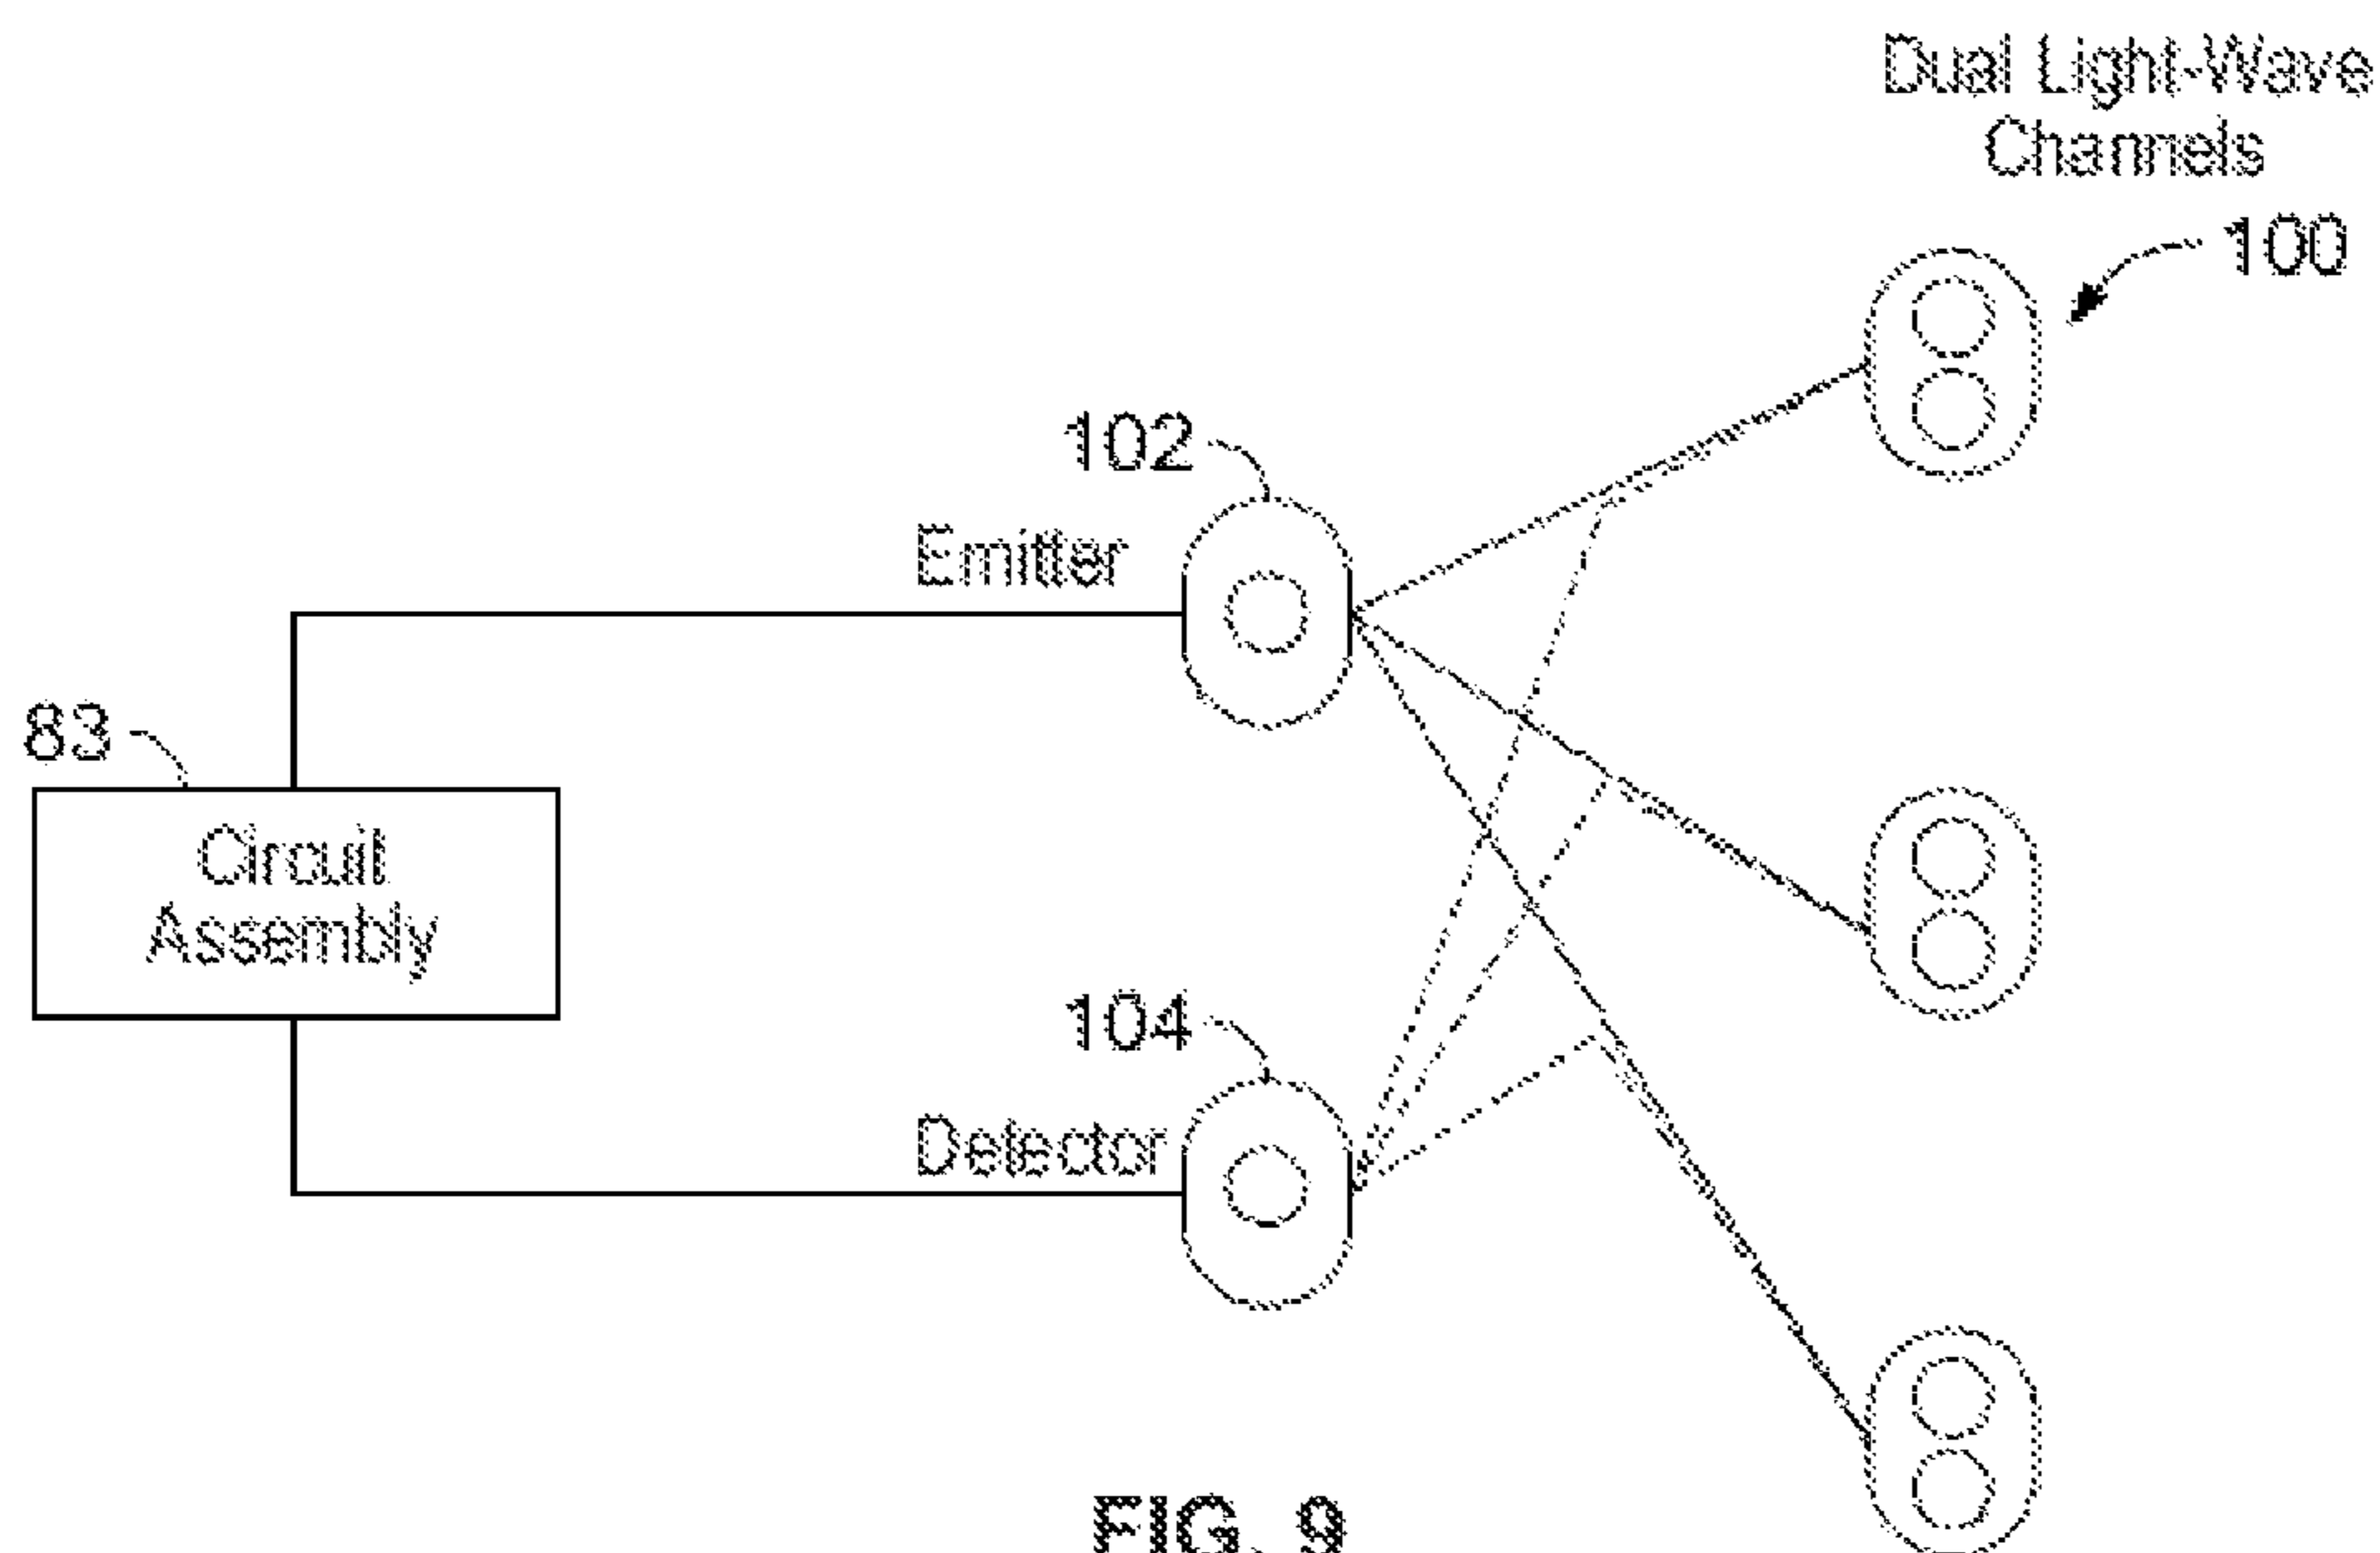 Dual Light-Wave
Channels
100
102
Emitter
83
Circuit
Assembly
104
Detector
FIG. 9